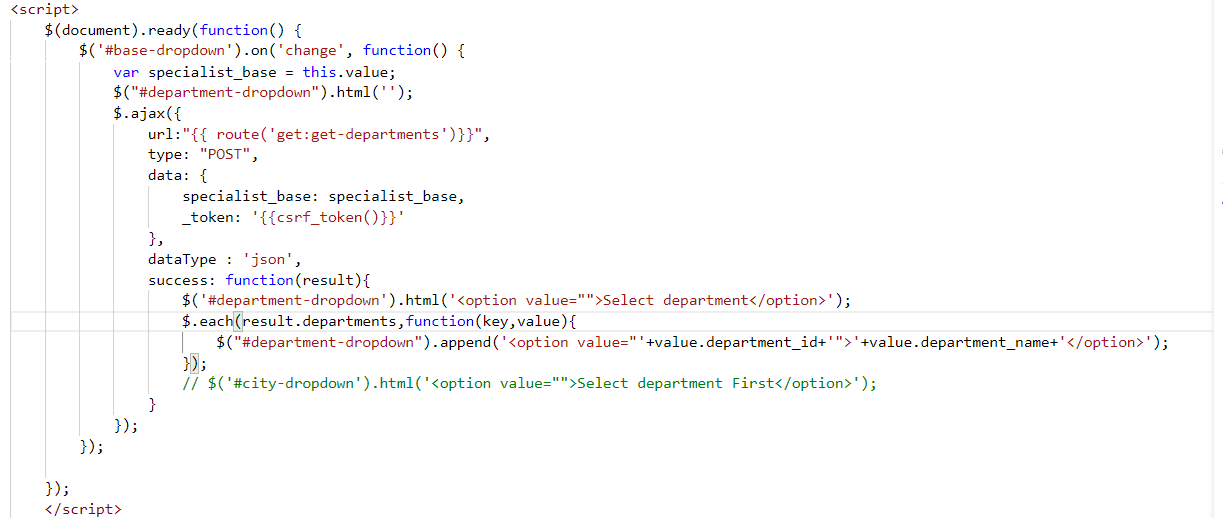 <script>
$(document).ready(function() {
$('#base-dropdown').on('change', function() {
var specialist_base = this.value;
$("#department-dropdown").html('');
$.ajax({
url:"{{ route('get:get-departments')}}",
type: "POST",
data: {
specialist_base: specialist_base,
_token: '{{csrf_token()}}'
},
dataType : 'json',
success: function(result){
$('#department-dropdown').html('<option value="">Select department</option>');
$.each(result.departments,function(key,value){
$("#department-dropdown").append('<option value="'+value.department_id+'">'+value.department_name+'</option>');
});
// $('#city-dropdown').html('<option value="">Select department First</option>');
}
});
});
});
</script>